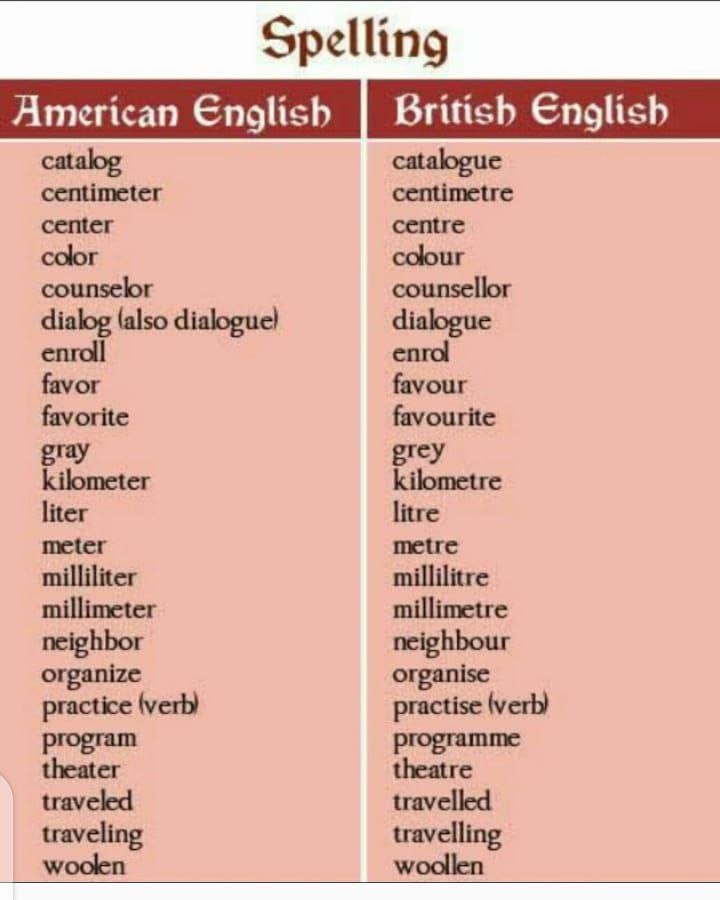 Spelling
American English British English
catalog catalogue
centimeter centimetre
center centre
color colour
counselor counsellor
dialog (also dialogue) dialogue
enroll enrol
favor favour
favorite favourite
gray grey
kilometer kilometre
liter litre
meter metre
milliliter millilitre
millimeter millimetre
neighbor neighbour
organize organise
practice (verb) practise (verb)
program programme
theater theatre
traveled travelled
traveling travelling
woolen woollen